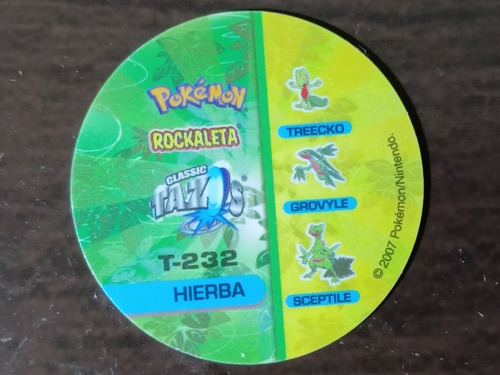 POKéMON
ROCKALETA®
CLASSIC
TAZOS®
T-232
HIERBA
TREECKO
GROVYLE
SCEPTILE
© 2007 Pokémon/Nintendo.